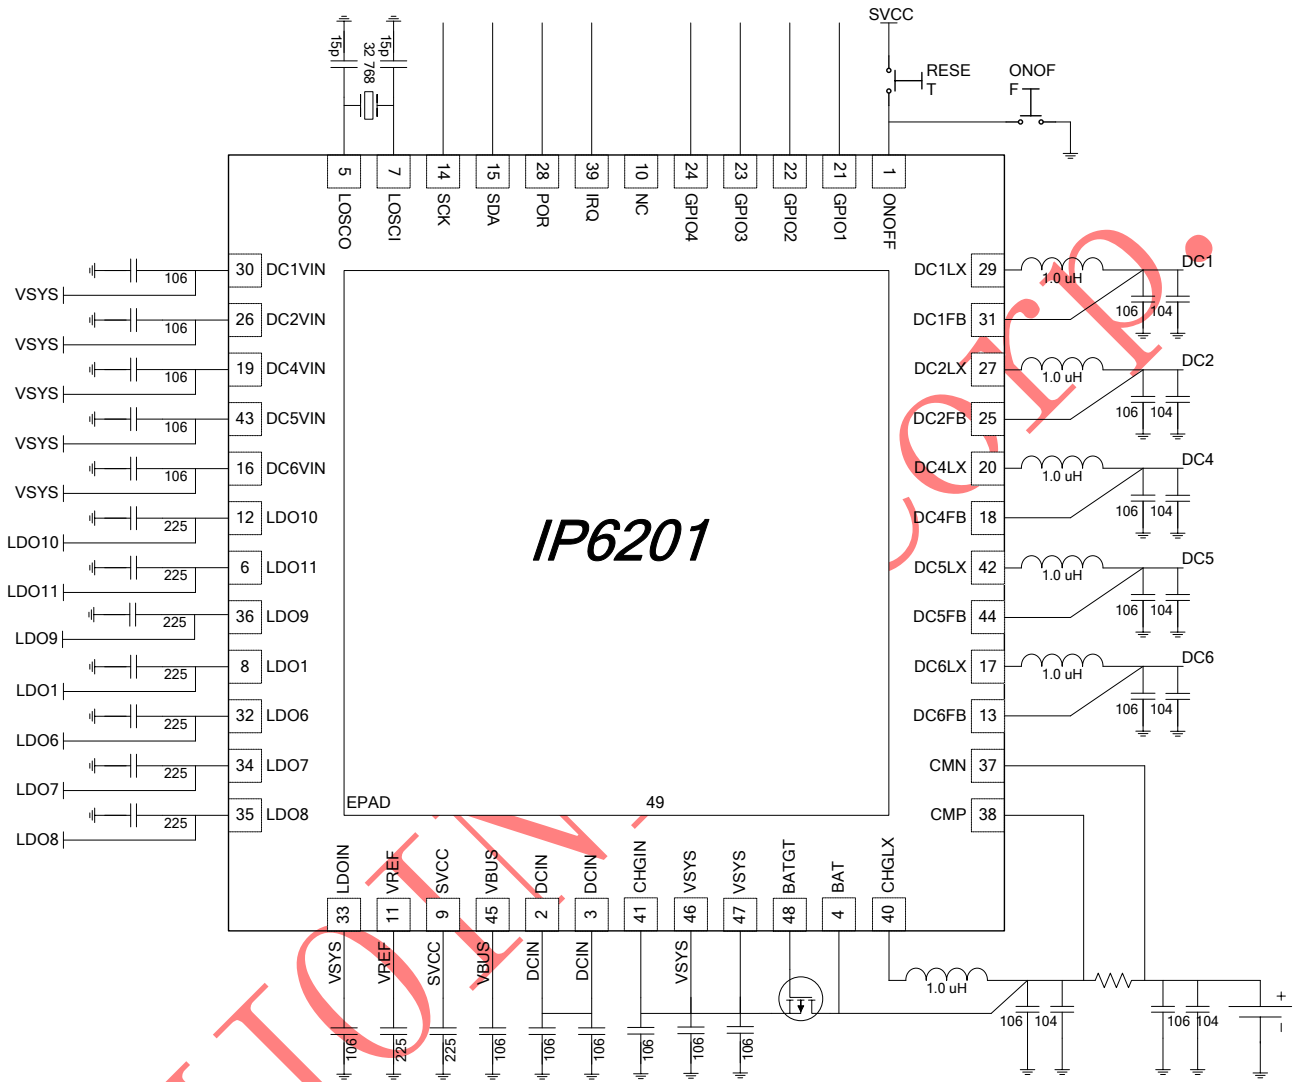 SVCC
15p
32 768
15p
RESE
T
ONOF
F
5 7 14 15 28 39 10 24 23 22 21 1
LOSCO LOSCI SCK SDA POR IRQ NC GPIO4 GPIO3 GPIO2 GPIO1 ONOFF
106 30 DC1VIN
VSYS
106 26 DC2VIN
VSYS
106 19 DC4VIN
VSYS
106 43 DC5VIN
VSYS
106 16 DC6VIN
VSYS
225 12 LDO10
LDO10
225 6 LDO11
LDO11
225 36 LDO9
LDO9
225 8 LDO1
LDO1
225 32 LDO6
LDO6
225 34 LDO7
LDO7
225 35 LDO8
LDO8
IP6201
EPAD 49
DC1LX 29 1.0 uH DC1
DC1FB 31 106 104
DC2LX 27 1.0 uH DC2
DC2FB 25 106 104
DC4LX 20 1.0 uH DC4
DC4FB 18 106 104
DC5LX 42 1.0 uH DC5
DC5FB 44 106 104
DC6LX 17 1.0 uH DC6
DC6FB 13 106 104
CMN 37
CMP 38
LDOIN VREF SVCC VBUS DCIN DCIN CHGIN VSYS VSYS BATGT BAT CHGLX
33 11 9 45 2 3 41 46 47 48 4 40
VSYS VREF SVCC VBUS DCIN DCIN VSYS
1.0 uH
106 225 225 106 106 106 106 106 106
106 104 106 104
+
-
Corp.